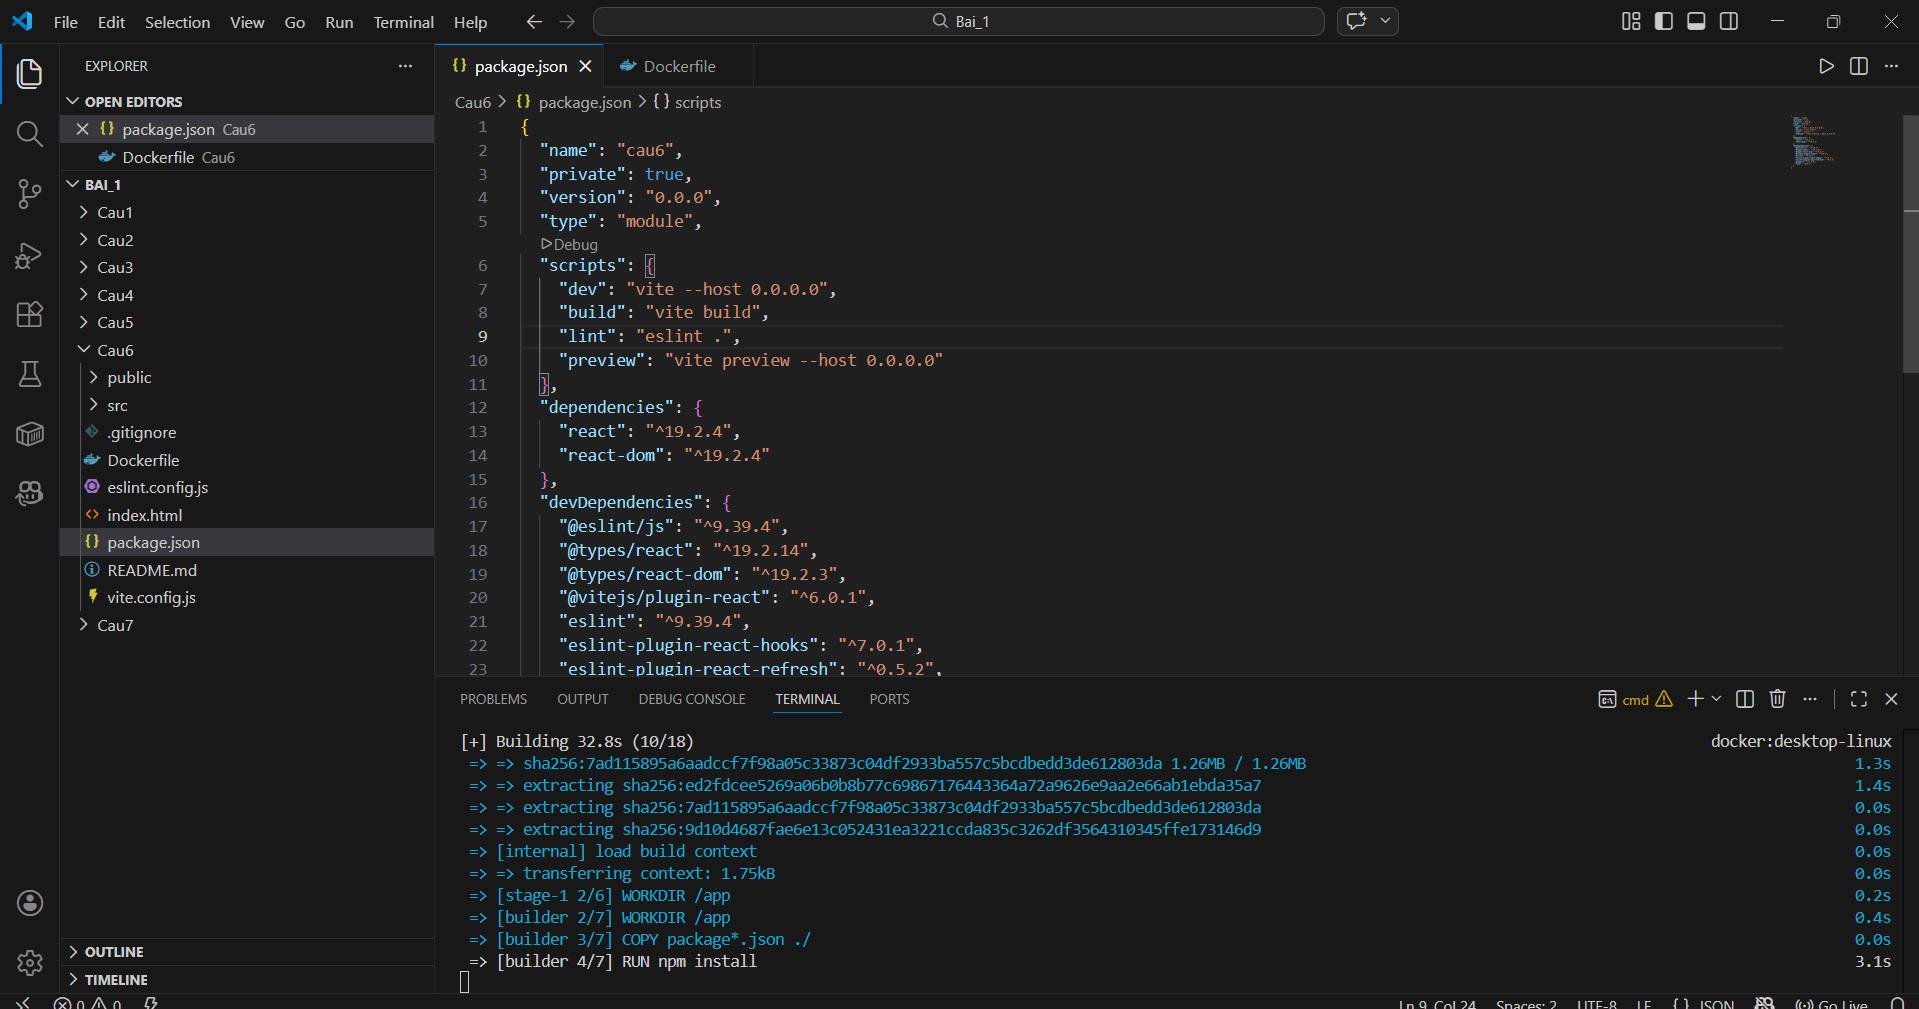 File Edit Selection View Go Run Terminal Help
Bai_1
EXPLORER
OPEN EDITORS
package.json Cau6
Dockerfile Cau6
BAI_1
Cau1
Cau2
Cau3
Cau4
Cau5
Cau6
public
src
.gitignore
Dockerfile
eslint.config.js
index.html
package.json
README.md
vite.config.js
Cau7
OUTLINE
TIMELINE
package.json
Dockerfile
Cau6 > {} package.json > {} scripts
1 {
2 "name": "cau6",
3 "private": true,
4 "version": "0.0.0",
5 "type": "module",
Debug
6 "scripts": {
7 "dev": "vite --host 0.0.0.0",
8 "build": "vite build",
9 "lint": "eslint .",
10 "preview": "vite preview --host 0.0.0.0"
11 },
12 "dependencies": {
13 "react": "^19.2.4",
14 "react-dom": "^19.2.4"
15 },
16 "devDependencies": {
17 "@eslint/js": "^9.39.4",
18 "@types/react": "^19.2.14",
19 "@types/react-dom": "^19.2.3",
20 "@vitejs/plugin-react": "^6.0.1",
21 "eslint": "^9.39.4",
22 "eslint-plugin-react-hooks": "^7.0.1",
23 "eslint-plugin-react-refresh": "^0.5.2",
PROBLEMS OUTPUT DEBUG CONSOLE TERMINAL PORTS
cmd
[+] Building 32.8s (10/18) docker:desktop-linux
=> => sha256:7ad115895a6aadccf7f98a05c33873c04df2933ba557c5bcdbedd3de612803da 1.26MB / 1.26MB 1.3s
=> => extracting sha256:ed2fdcee5269a06b0b8b77c69867176443364a72a9626e9aa2e66ab1ebda35a7 1.4s
=> => extracting sha256:7ad115895a6aadccf7f98a05c33873c04df2933ba557c5bcdbedd3de612803da 0.0s
=> => extracting sha256:9d10d4687fae6e13c052431ea3221ccda835c3262df3564310345ffe173146d9 0.0s
=> [internal] load build context 0.0s
=> => transferring context: 1.75kB 0.0s
=> [stage-1 2/6] WORKDIR /app 0.2s
=> [builder 2/7] WORKDIR /app 0.4s
=> [builder 3/7] COPY package*.json ./ 0.0s
=> [builder 4/7] RUN npm install 3.1s
0 0
Ln 9, Col 24 Spaces: 2 UTF-8 LF {} JSON Go Live